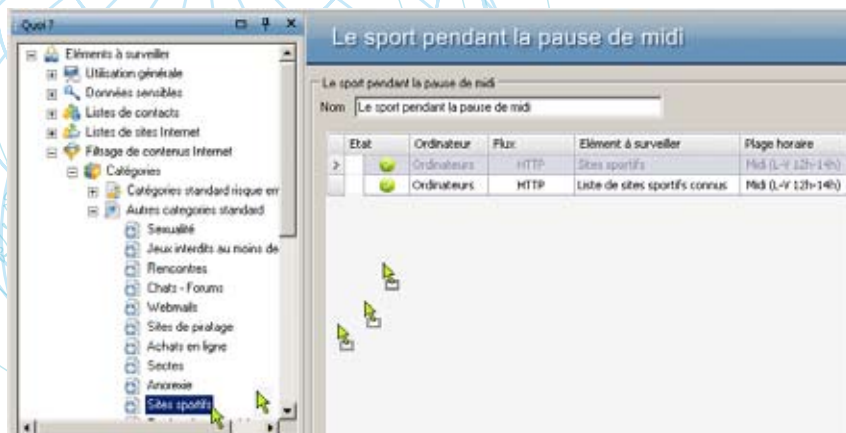 Quoi ?
Eléments à surveiller
Utilisation générale
Données sensibles
Listes de contacts
Listes de sites Internet
Filtrage de contenus Internet
Catégories
Catégories standard risque en
Autres categories standard
Sexualité
Jeux interdits au moins de
Rencontres
Chats - Forums
Webmails
Sites de piratage
Achats en ligne
Sectes
Anorexie
Sites sportifs
Le sport pendant la pause de midi
Le sport pendant la pause de midi
Nom Le sport pendant la pause de midi
Etat Ordinateur Flux Elément à surveiller Plage horaire
Ordinateurs HTTP Sites sportifs Midi (L-V 12h-14h)
Ordinateurs HTTP Liste de sites sportifs connus Midi (L-V 12h-14h)